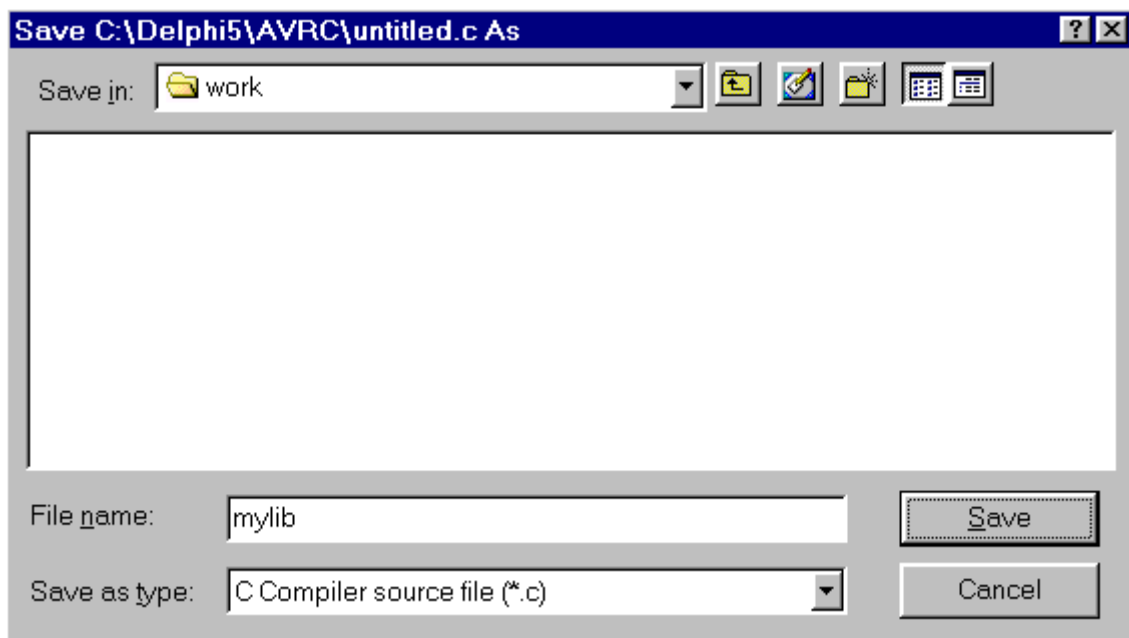 Save C:\Delphi5\AVRC\untitled.c As
Save in: work
File name: mylib Save
Save as type: C Compiler source file (*.c) Cancel